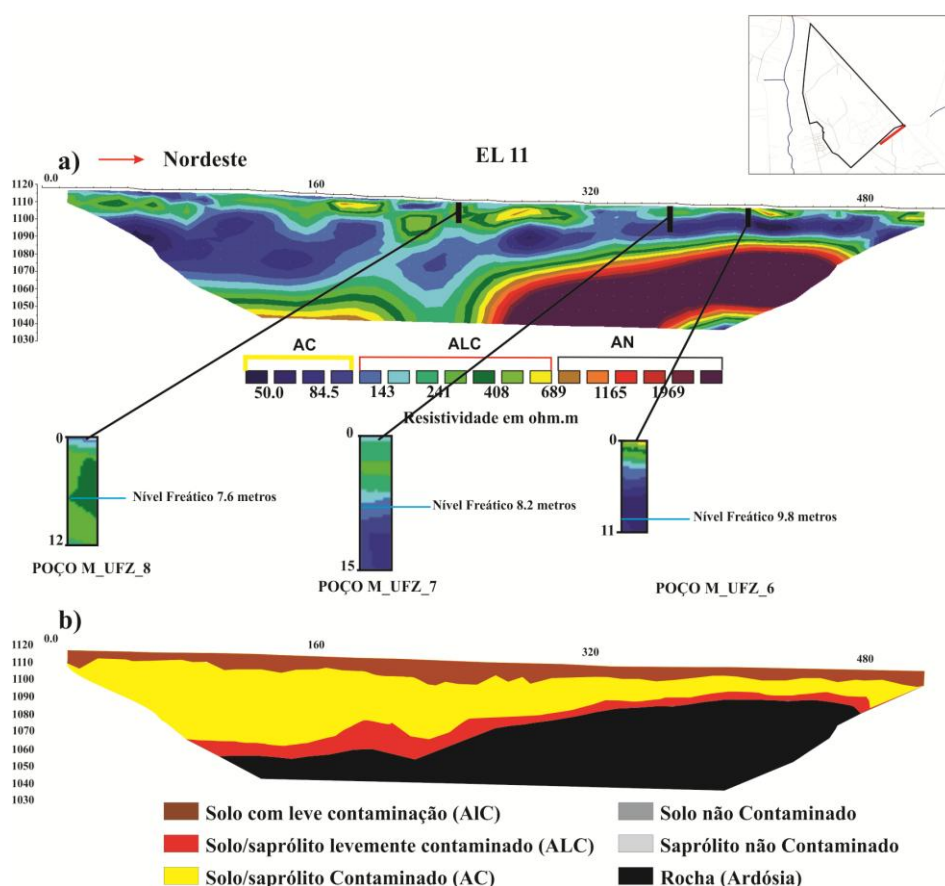 a)
Nordeste
EL 11
0.0
160
320
480
1120
1110
1100
1090
1080
1070
1060
1050
1040
1030
AC
ALC
AN
50.0 84.5 143 241 408 689 1165 1969
Resistividade em ohm.m
0
Nível Freático 7.6 metros
12
POÇO M_UFZ_8
0
Nível Freático 8.2 metros
15
POÇO M_UFZ_7
0
Nível Freático 9.8 metros
11
POÇO M_UFZ_6
b)
0.0
160
320
480
1120
1110
1100
1090
1080
1070
1060
1050
1040
1030
Solo com leve contaminação (AlC)
Solo/saprólito levemente contaminado (ALC)
Solo/saprólito Contaminado (AC)
Solo não Contaminado
Saprólito não Contaminado
Rocha (Ardósia)